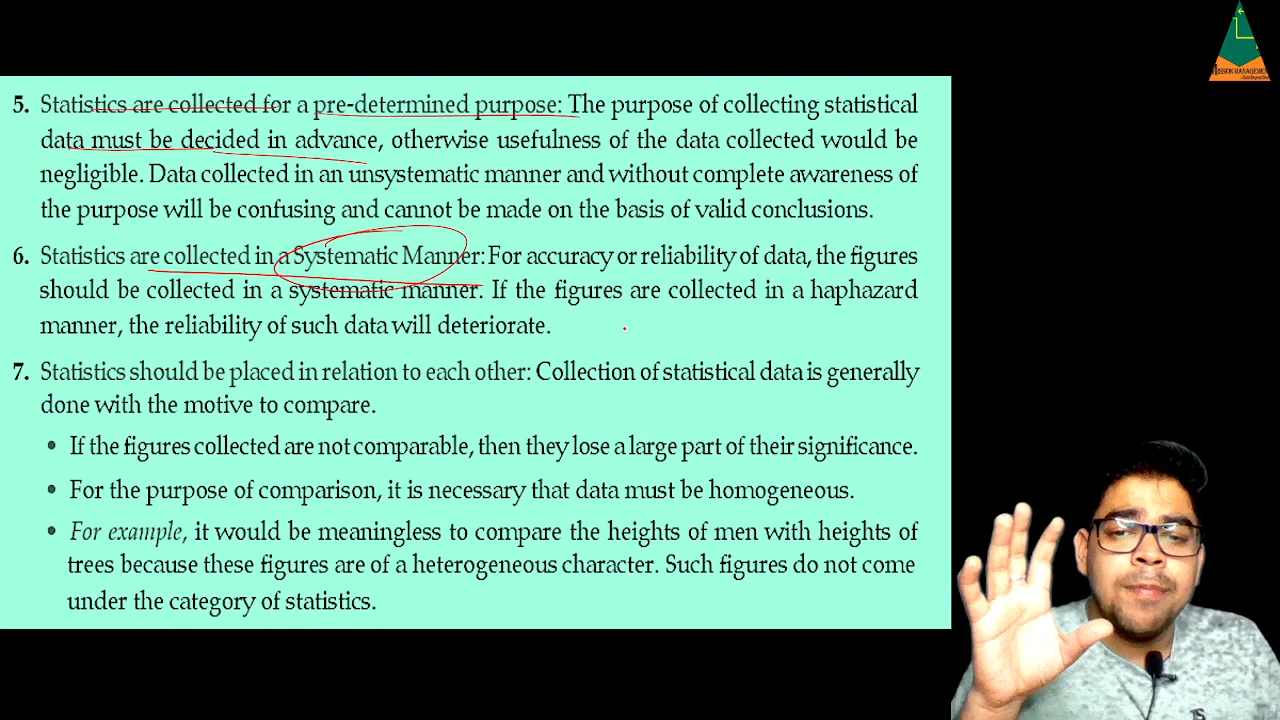 5. Statistics are collected for a pre-determined purpose: The purpose of collecting statistical
data must be decided in advance, otherwise usefulness of the data collected would be
negligible. Data collected in an unsystematic manner and without complete awareness of
the purpose will be confusing and cannot be made on the basis of valid conclusions.
6. Statistics are collected in a Systematic Manner: For accuracy or reliability of data, the figures
should be collected in a systematic manner. If the figures are collected in a haphazard
manner, the reliability of such data will deteriorate.
7. Statistics should be placed in relation to each other: Collection of statistical data is generally
done with the motive to compare.
• If the figures collected are not comparable, then they lose a large part of their significance.
• For the purpose of comparison, it is necessary that data must be homogeneous.
• For example, it would be meaningless to compare the heights of men with heights of
trees because these figures are of a heterogeneous character. Such figures do not come
under the category of statistics.
MISSION MANAGEMENT